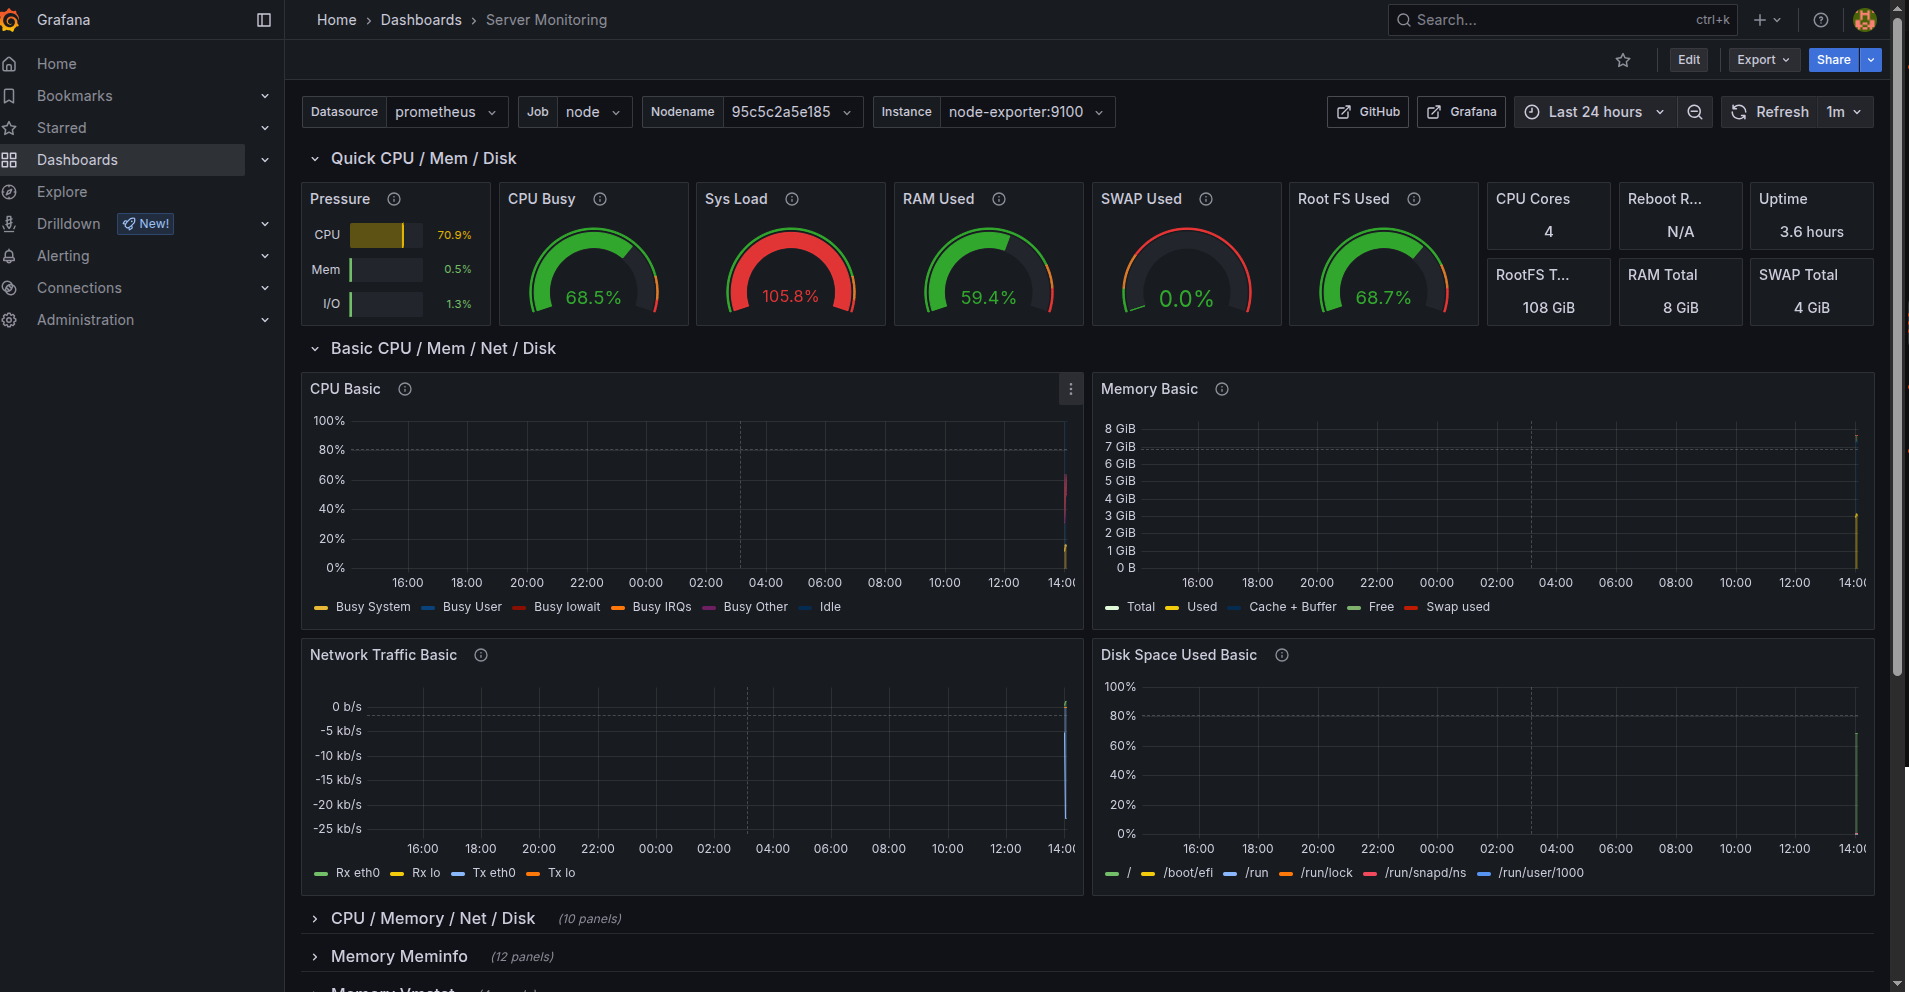 Grafana
Home
Bookmarks
Starred
Dashboards
Explore
Drilldown New!
Alerting
Connections
Administration
Home › Dashboards › Server Monitoring
Search... ctrl+k
Edit Export Share
Datasource prometheus Job node Nodename 95c5c2a5e185 Instance node-exporter:9100 GitHub Grafana Last 24 hours Refresh 1m
Quick CPU / Mem / Disk
Pressure
CPU 70.9%
Mem 0.5%
I/O 1.3%
CPU Busy
68.5%
Sys Load
105.8%
RAM Used
59.4%
SWAP Used
0.0%
Root FS Used
68.7%
CPU Cores
4
Reboot R...
N/A
Uptime
3.6 hours
RootFS T...
108 GiB
RAM Total
8 GiB
SWAP Total
4 GiB
Basic CPU / Mem / Net / Disk
CPU Basic
100%
80%
60%
40%
20%
0%
16:00 18:00 20:00 22:00 00:00 02:00 04:00 06:00 08:00 10:00 12:00 14:00
Busy System Busy User Busy Iowait Busy IRQs Busy Other Idle
Memory Basic
8 GiB
7 GiB
6 GiB
5 GiB
4 GiB
3 GiB
2 GiB
1 GiB
0 B
16:00 18:00 20:00 22:00 00:00 02:00 04:00 06:00 08:00 10:00 12:00 14:00
Total Used Cache + Buffer Free Swap used
Network Traffic Basic
0 b/s
-5 kb/s
-10 kb/s
-15 kb/s
-20 kb/s
-25 kb/s
16:00 18:00 20:00 22:00 00:00 02:00 04:00 06:00 08:00 10:00 12:00 14:00
Rx eth0 Rx lo Tx eth0 Tx lo
Disk Space Used Basic
100%
80%
60%
40%
20%
0%
16:00 18:00 20:00 22:00 00:00 02:00 04:00 06:00 08:00 10:00 12:00 14:00
/ /boot/efi /run /run/lock /run/snapd/ns /run/user/1000
CPU / Memory / Net / Disk (10 panels)
Memory Meminfo (12 panels)